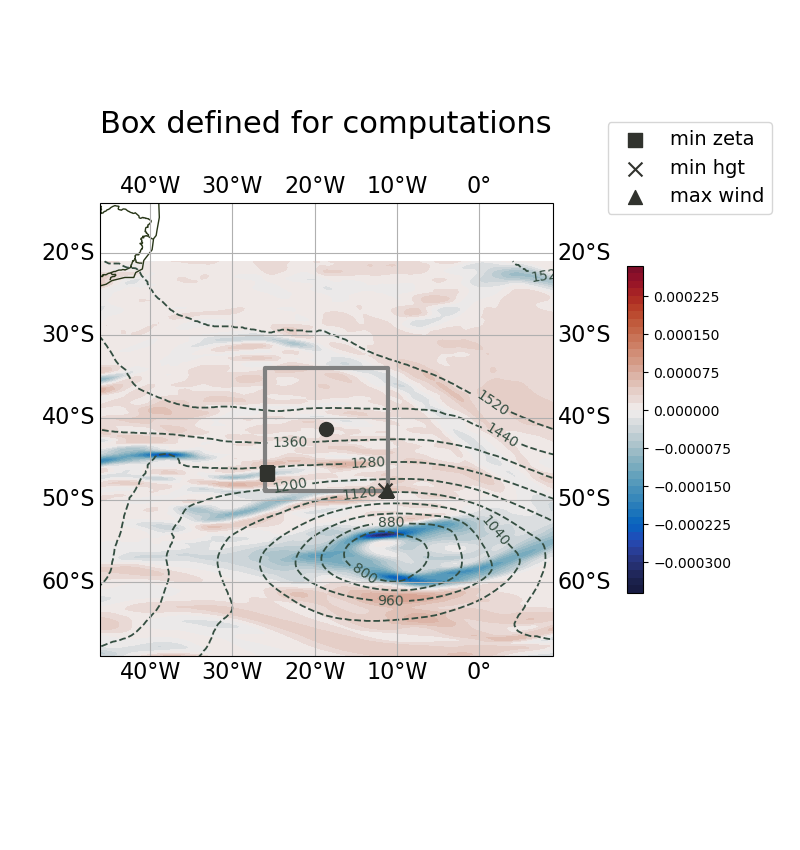 Box defined for computations
min zeta
min hgt
max wind
40°W 30°W 20°W 10°W 0°
20°S 20°S
152
30°S 30°S
1520
40°S 40°S
1440
1360
1280
1200
1120
50°S 50°S
880
1040
800
60°S 60°S
960
40°W 30°W 20°W 10°W 0°
0.000225
0.000150
0.000075
0.000000
−0.000075
−0.000150
−0.000225
−0.000300